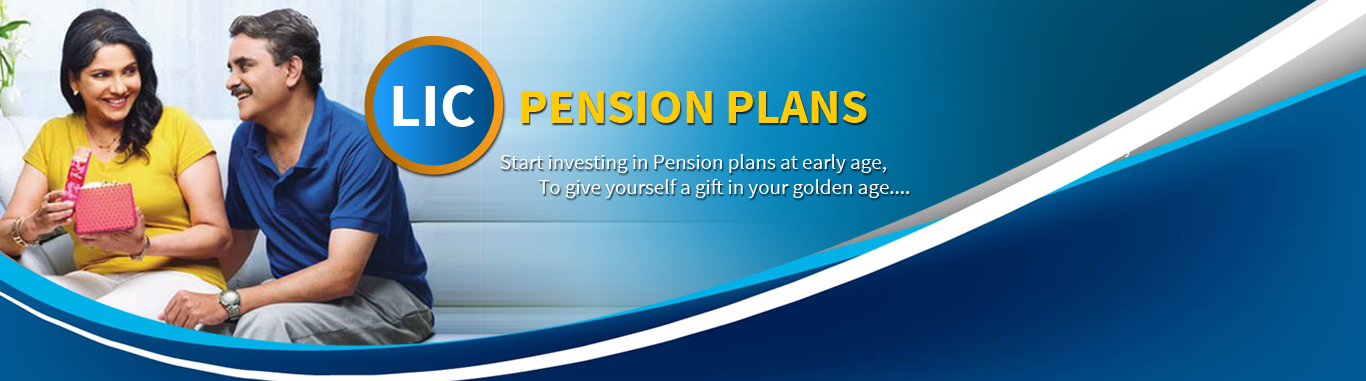 LIC
PENSION PLANS
Start investing in Pension plans at early age,
To give yourself a gift in your golden age....